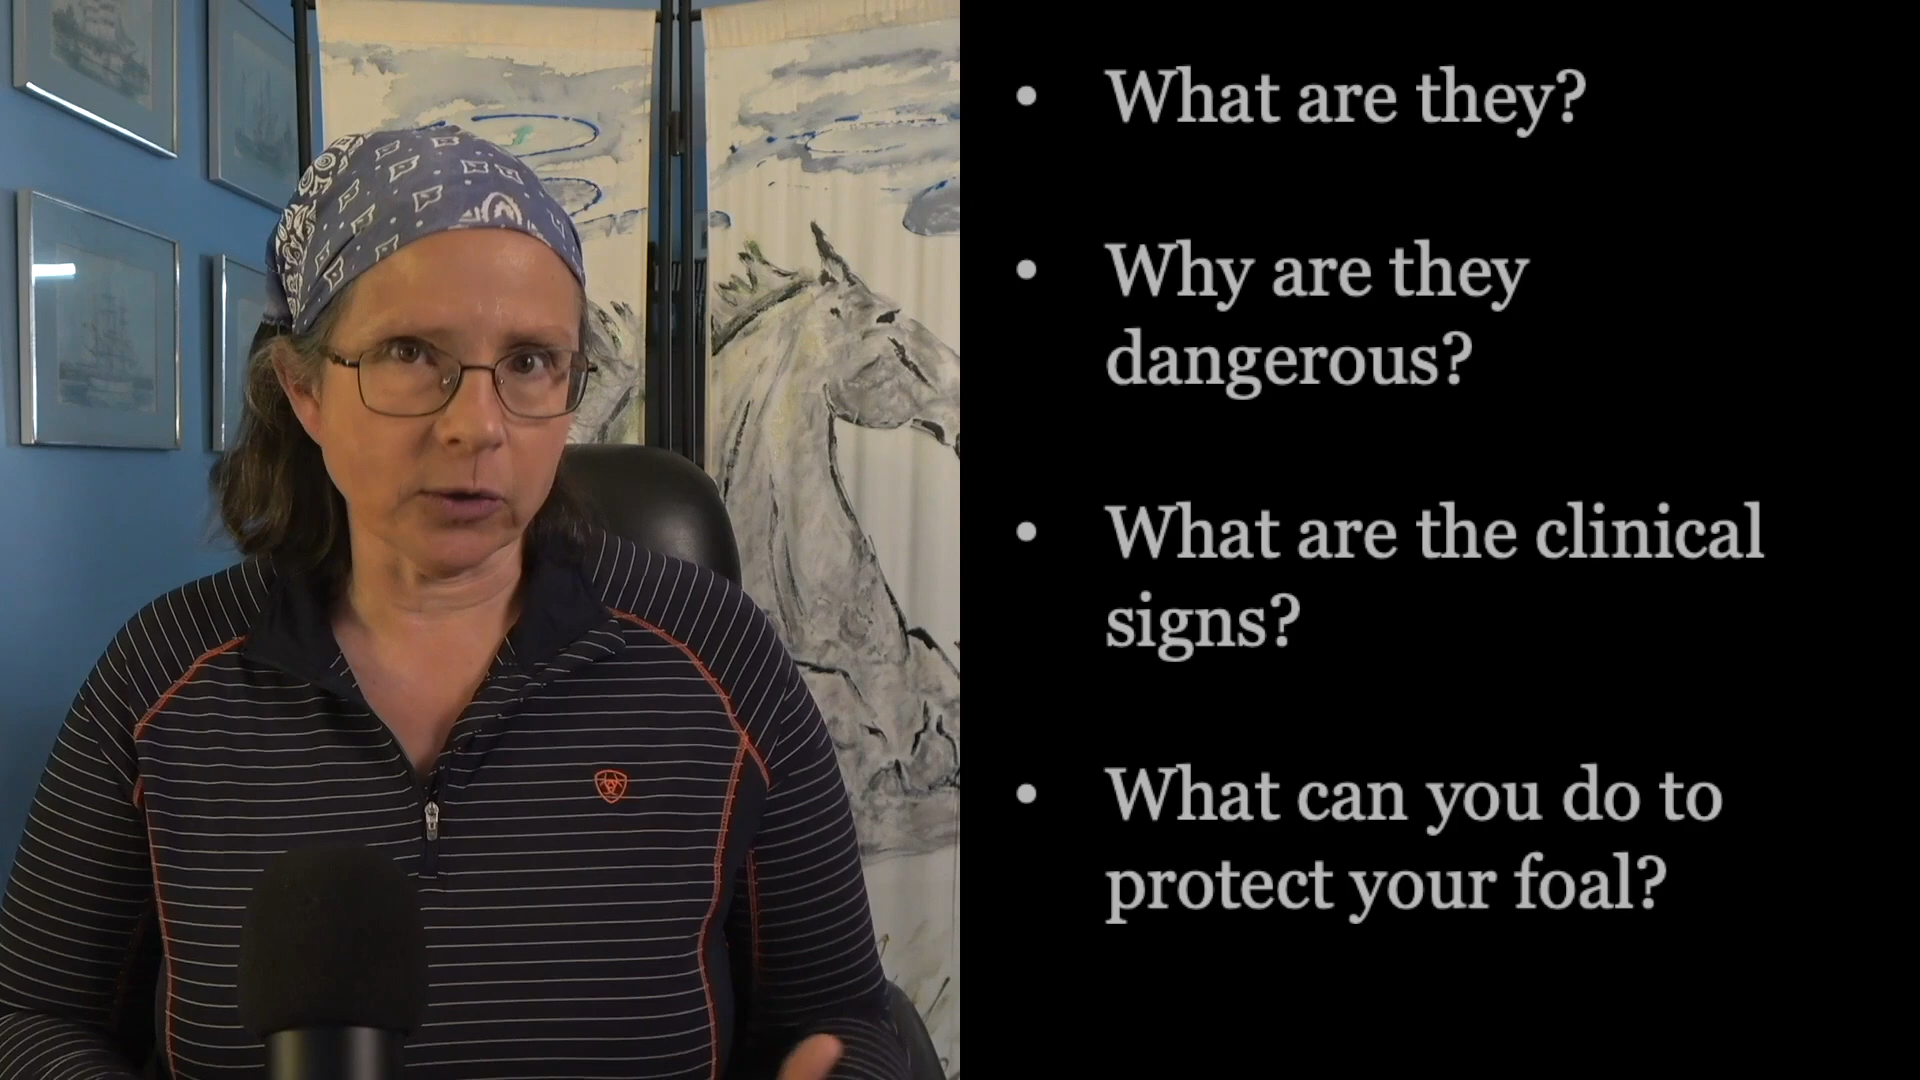 • What are they?
• Why are they
dangerous?
• What are the clinical
signs?
• What can you do to
protect your foal?